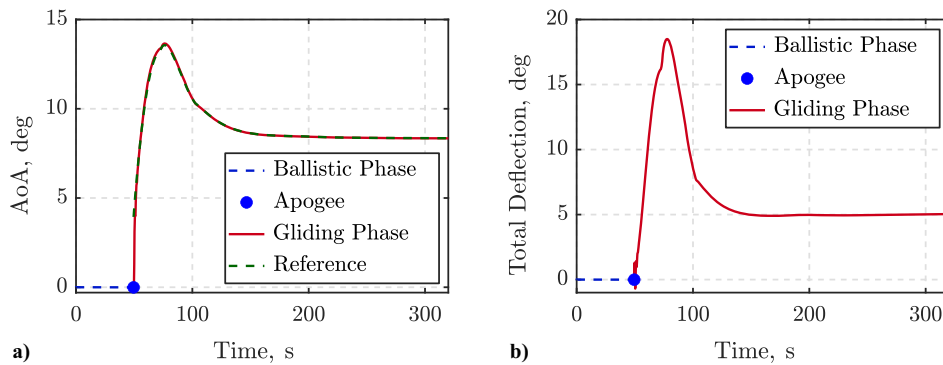 15
10
5
0
AoA, deg
Ballistic Phase
Apogee
Gliding Phase
Reference
0
100
200
300
Time, s
a)
20
15
10
5
0
Total Deflection, deg
Ballistic Phase
Apogee
Gliding Phase
0
100
200
300
Time, s
b)